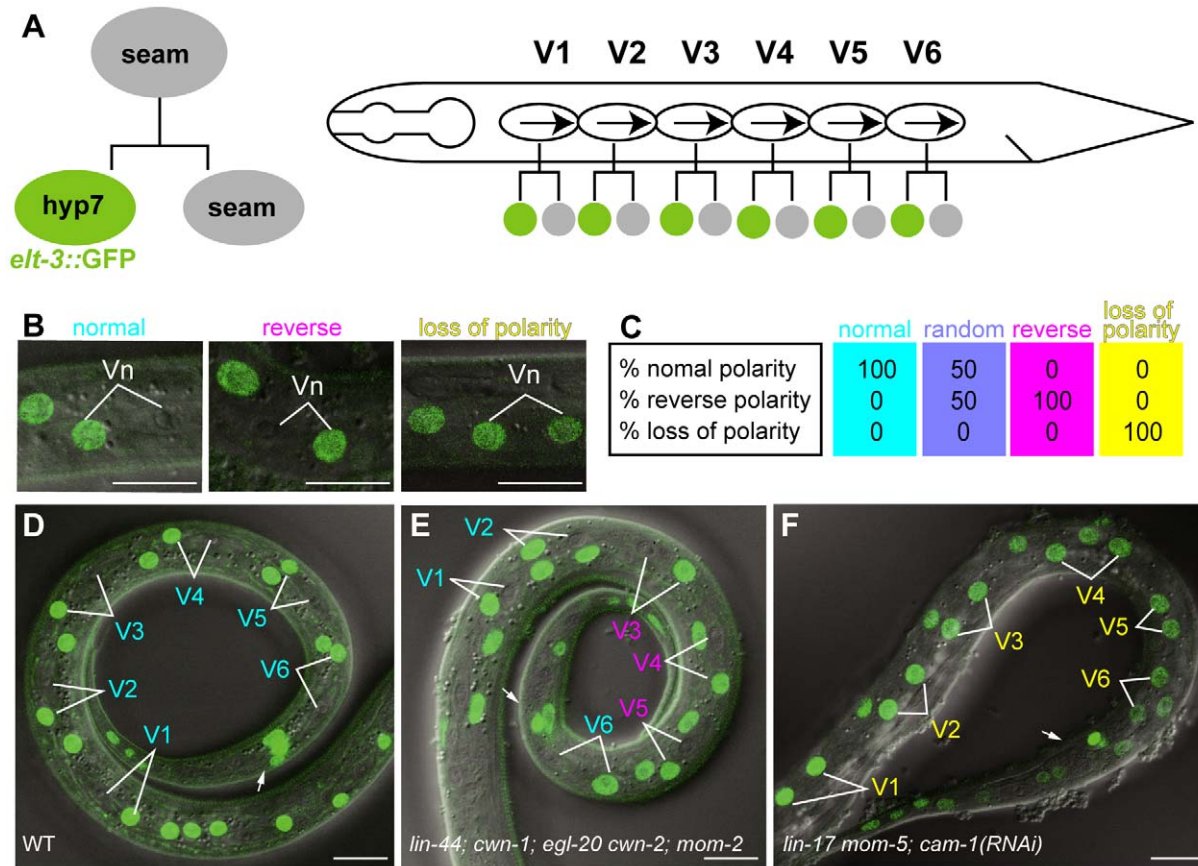 A
seam
hyp7
seam
elt-3::GFP
V1 V2 V3 V4 V5 V6
B
normal
reverse
loss of polarity
Vn
Vn
Vn
C
normal random reverse loss of polarity
% nomal polarity 100 50 0 0
% reverse polarity 0 50 100 0
% loss of polarity 0 0 0 100
D
V4
V5
V3
V6
V2
V1
WT
E
V2
V1
V3
V4
V5
V6
lin-44; cwn-1; egl-20 cwn-2; mom-2
F
V4
V5
V3
V6
V2
V1
lin-17 mom-5; cam-1(RNAi)